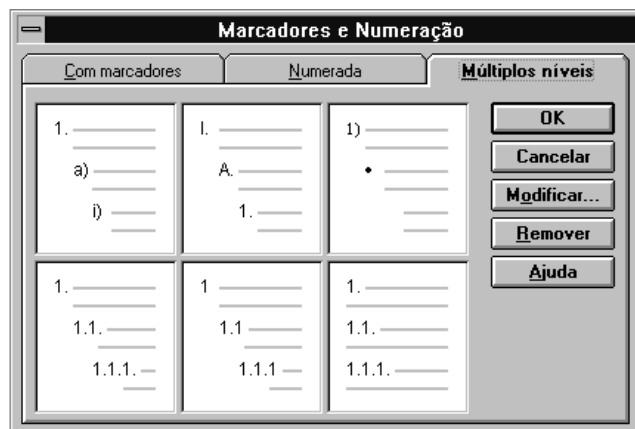 Marcadores e Numeração
Com marcadores
Numerada
Múltiplos níveis
1.
a)
i)
I.
A.
1.
1)
•
OK
Cancelar
Modificar...
Remover
Ajuda
1.
1.1.
1.1.1.
1
1.1
1.1.1
1.
1.1.
1.1.1.